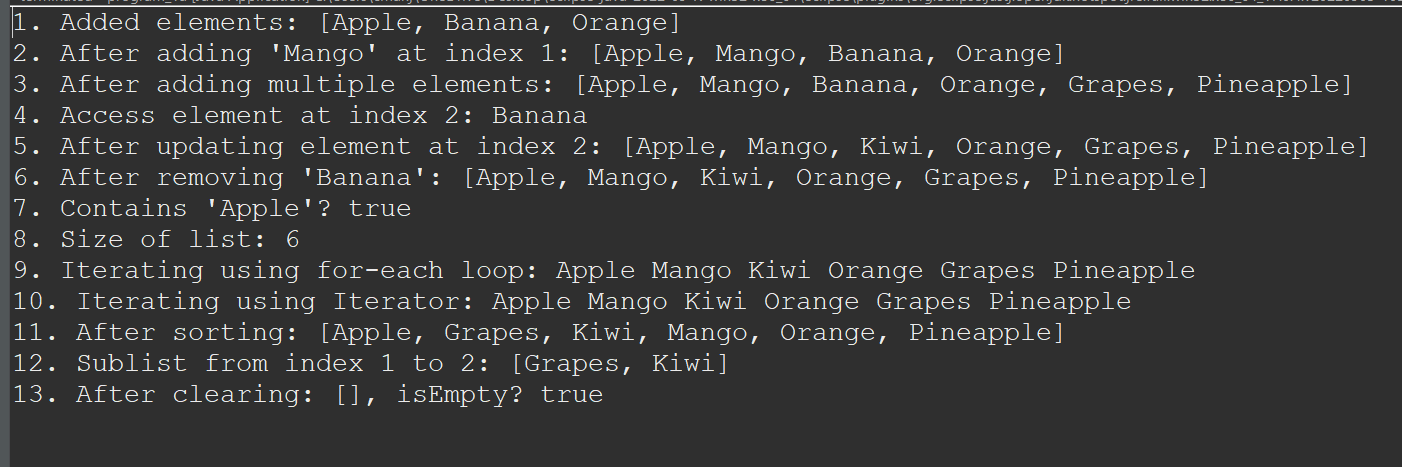 1. Added elements: [Apple, Banana, Orange]
2. After adding 'Mango' at index 1: [Apple, Mango, Banana, Orange]
3. After adding multiple elements: [Apple, Mango, Banana, Orange, Grapes, Pineapple]
4. Access element at index 2: Banana
5. After updating element at index 2: [Apple, Mango, Kiwi, Orange, Grapes, Pineapple]
6. After removing 'Banana': [Apple, Mango, Kiwi, Orange, Grapes, Pineapple]
7. Contains 'Apple'? true
8. Size of list: 6
9. Iterating using for-each loop: Apple Mango Kiwi Orange Grapes Pineapple
10. Iterating using Iterator: Apple Mango Kiwi Orange Grapes Pineapple
11. After sorting: [Apple, Grapes, Kiwi, Mango, Orange, Pineapple]
12. Sublist from index 1 to 2: [Grapes, Kiwi]
13. After clearing: [], isEmpty? true